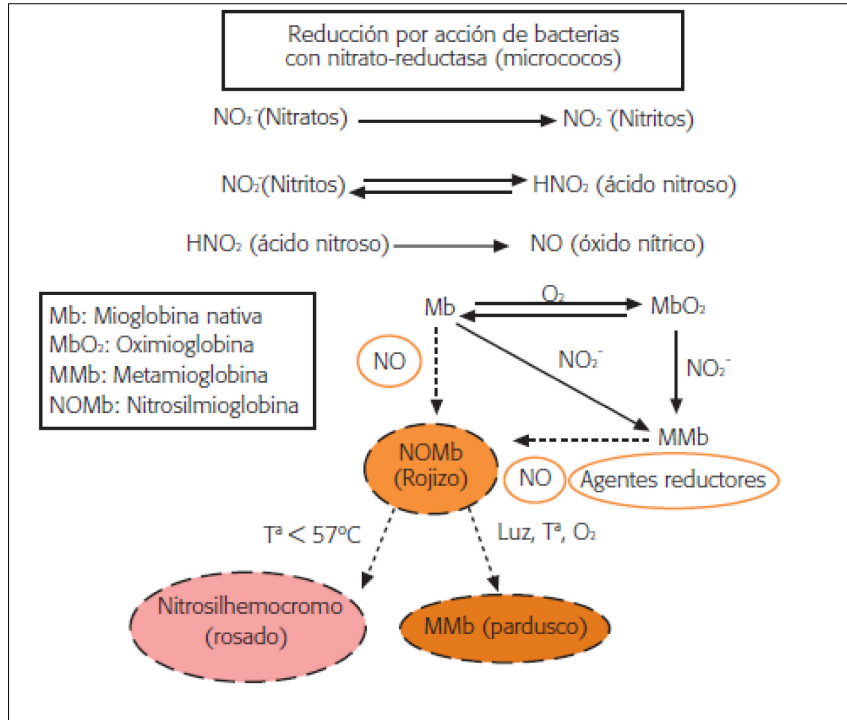 Reducción por acción de bacterias
con nitrato-reductasa (micrococos)
NO₃⁻(Nitratos)
NO₂⁻(Nitritos)
NO₂⁻(Nitritos)
HNO₂ (ácido nitroso)
HNO₂ (ácido nitroso)
NO (óxido nítrico)
Mb: Mioglobina nativa
MbO₂: Oximioglobina
MMb: Metamioglobina
NOMb: Nitrosilmioglobina
Mb
O₂
MbO₂
NO
NO₂⁻
NO₂⁻
MMb
NOMb
(Rojizo)
NO
Agentes reductores
Tª < 57ºC
Luz, Tª, O₂
Nitrosilhemocromo
(rosado)
MMb (pardusco)